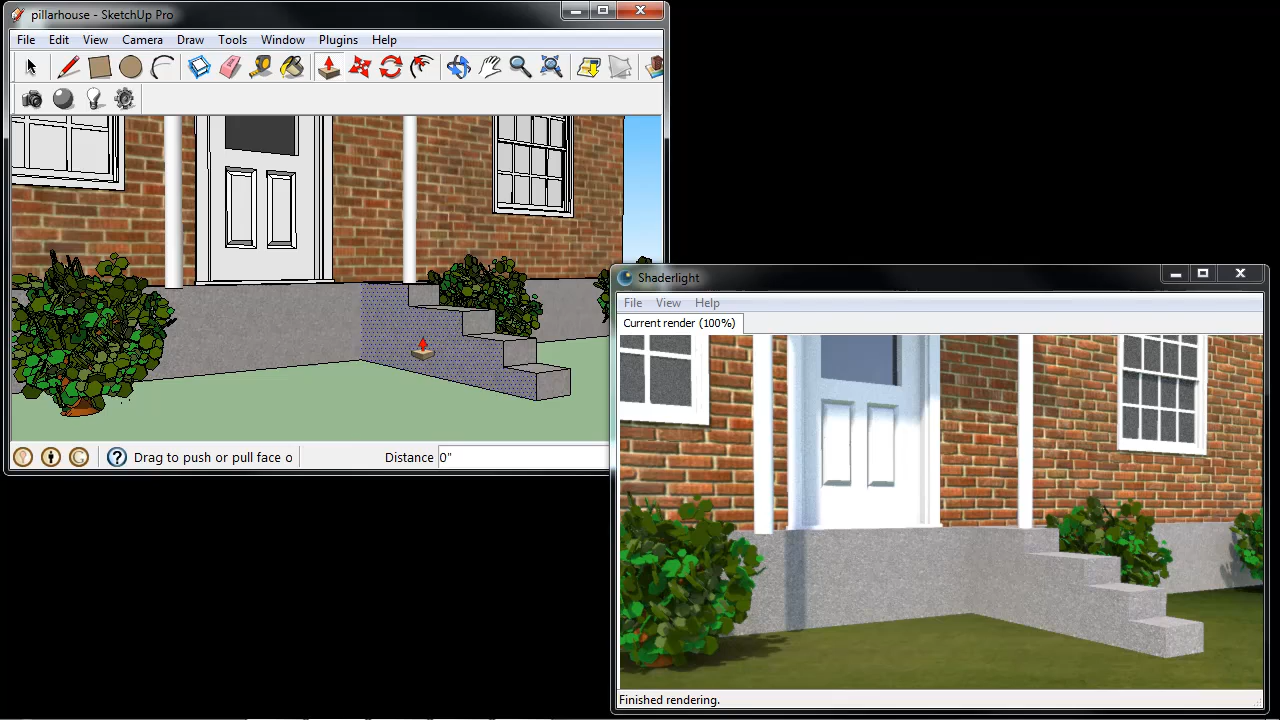 pillarhouse - SketchUp Pro
File Edit View Camera Draw Tools Window Plugins Help
Drag to push or pull face o
Distance 0"
Shaderlight
File View Help
Current render (100%)
Finished rendering.